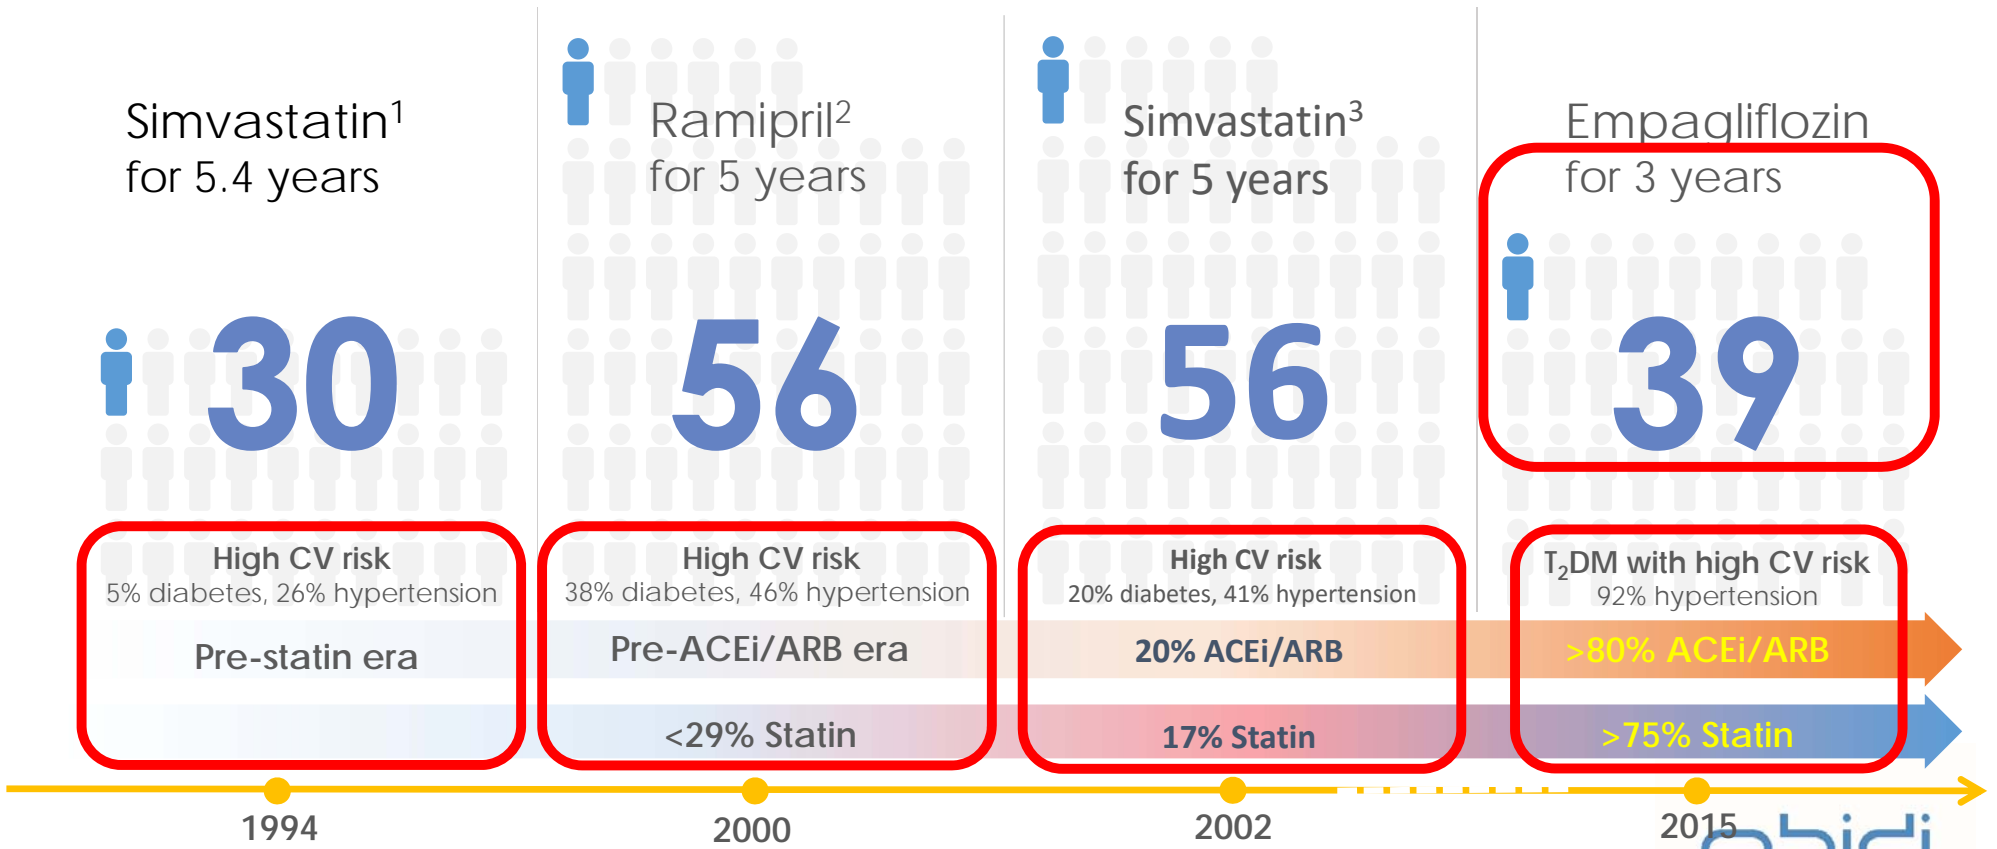 Simvastatin¹
for 5.4 years
30
High CV risk
5% diabetes, 26% hypertension
Pre-statin era
1994
Ramipril²
for 5 years
56
High CV risk
38% diabetes, 46% hypertension
Pre-ACEi/ARB era
<29% Statin
2000
Simvastatin³
for 5 years
56
High CV risk
20% diabetes, 41% hypertension
20% ACEi/ARB
17% Statin
2002
Empagliflozin
for 3 years
39
T₂DM with high CV risk
92% hypertension
>80% ACEi/ARB
>75% Statin
2015